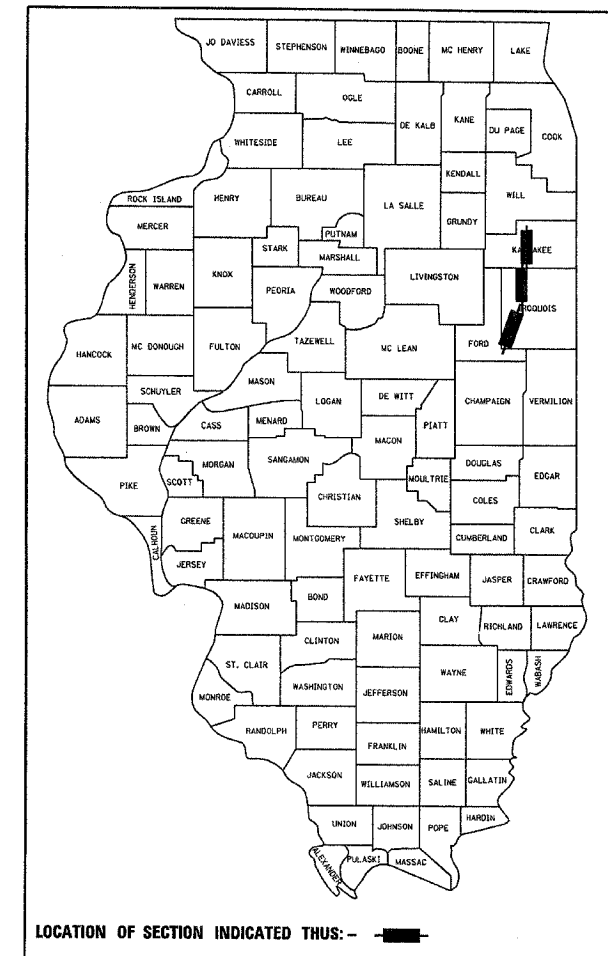 JO DAVIESS STEPHENSON WINNEBAGO BOONE MC HENRY LAKE
CARROLL OGLE DE KALB KANE DU PAGE COOK
WHITESIDE LEE
KENDALL WILL
ROCK ISLAND HENRY BUREAU LA SALLE GRUNDY
MERCER PUTNAM
STARK MARSHALL KA AKEE
HENDERSON WARREN KNOX PEORIA WOODFORD LIVINGSTON ROQUOIS
HANCOCK MC DONOUGH FULTON TAZEWELL MC LEAN FORD
SCHUYLER MASON LOGAN DE WITT CHAMPAIGN VERMILION
ADAMS BROWN CASS MENARD MACON PIATT
PIKE SCOTT MORGAN SANGAMON CHRISTIAN MOULTRIE DOUGLAS EDGAR
COLES
CALHOUN GREENE MACOUPIN MONTGOMERY SHELBY CUMBERLAND CLARK
JERSEY FAYETTE EFFINGHAM JASPER CRAWFORD
MADISON BOND CLAY RICHLAND LAWRENCE
CLINTON MARION
ST. CLAIR WAYNE EDWARDS WABASH
MONROE WASHINGTON JEFFERSON
RANDOLPH PERRY HAMILTON WHITE
FRANKLIN
JACKSON WILLIAMSON SALINE GALLATIN
UNION JOHNSON POPE HARDIN
ALEXANDER PULASKI MASSAC
LOCATION OF SECTION INDICATED THUS: -